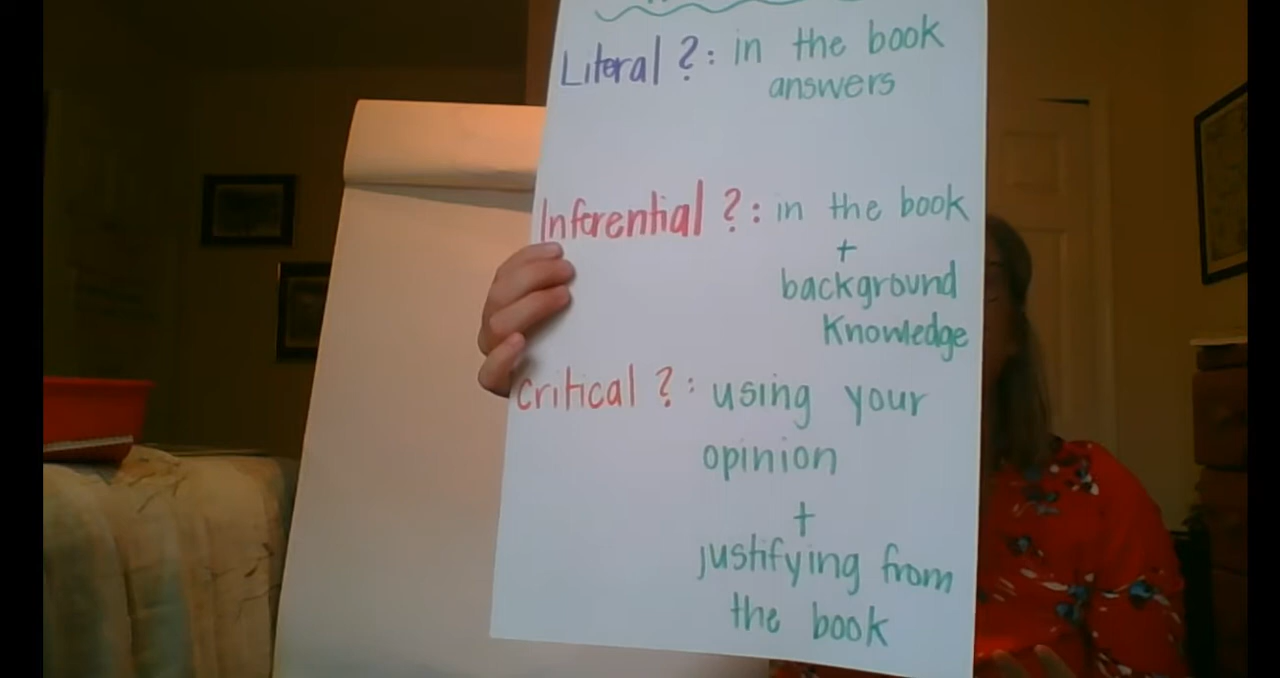 Literal ?: in the book
answers
Inferential ?: in the book
+
background
Knowledge
Critical ?: using your
opinion
+
justifying from
the book